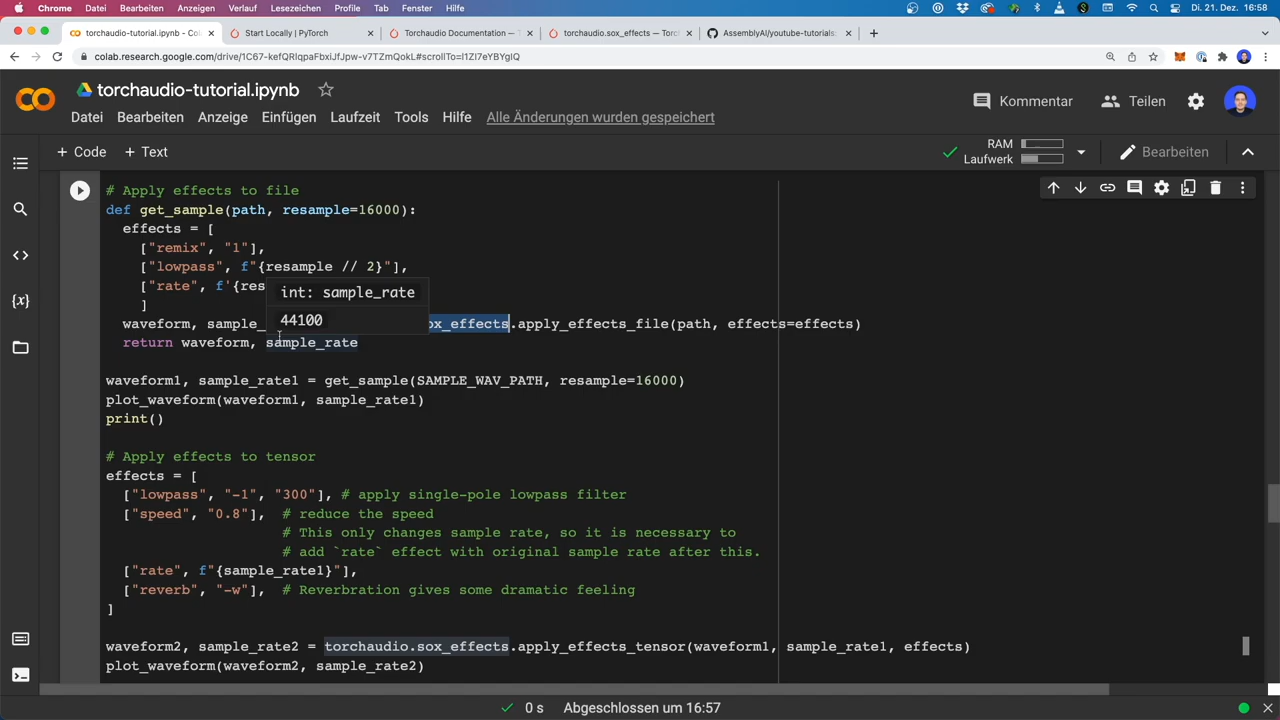 Chrome Datei Bearbeiten Anzeigen Verlauf Lesezeichen Profile Tab Fenster Hilfe Di. 21. Dez. 16:58
torchaudio-tutorial.ipynb - Col Start Locally | PyTorch Torchaudio Documentation — T torchaudio.sox_effects — Torc AssemblyAI/youtube-tutorials:
colab.research.google.com/drive/1C67-kefQRlqpaFbxiJfJpw-v7TZmQokL#scrollTo=I1ZI7eYBYgIO
torchaudio-tutorial.ipynb
Kommentar Teilen
Datei Bearbeiten Anzeige Einfügen Laufzeit Tools Hilfe Alle Änderungen wurden gespeichert
+ Code + Text RAM Laufwerk Bearbeiten
# Apply effects to file
def get_sample(path, resample=16000):
effects = [
["remix", "1"],
["lowpass", f"{resample // 2}"],
["rate", f'{res
int: sample_rate
]
44100
waveform, sample_ ox_effects.apply_effects_file(path, effects=effects)
return waveform, sample_rate
waveform1, sample_rate1 = get_sample(SAMPLE_WAV_PATH, resample=16000)
plot_waveform(waveform1, sample_rate1)
print()
# Apply effects to tensor
effects = [
["lowpass", "-1", "300"], # apply single-pole lowpass filter
["speed", "0.8"], # reduce the speed
# This only changes sample rate, so it is necessary to
# add `rate` effect with original sample rate after this.
["rate", f"{sample_rate1}"],
["reverb", "-w"], # Reverbration gives some dramatic feeling
]
waveform2, sample_rate2 = torchaudio.sox_effects.apply_effects_tensor(waveform1, sample_rate1, effects)
plot_waveform(waveform2, sample_rate2)
0 s Abgeschlossen um 16:57